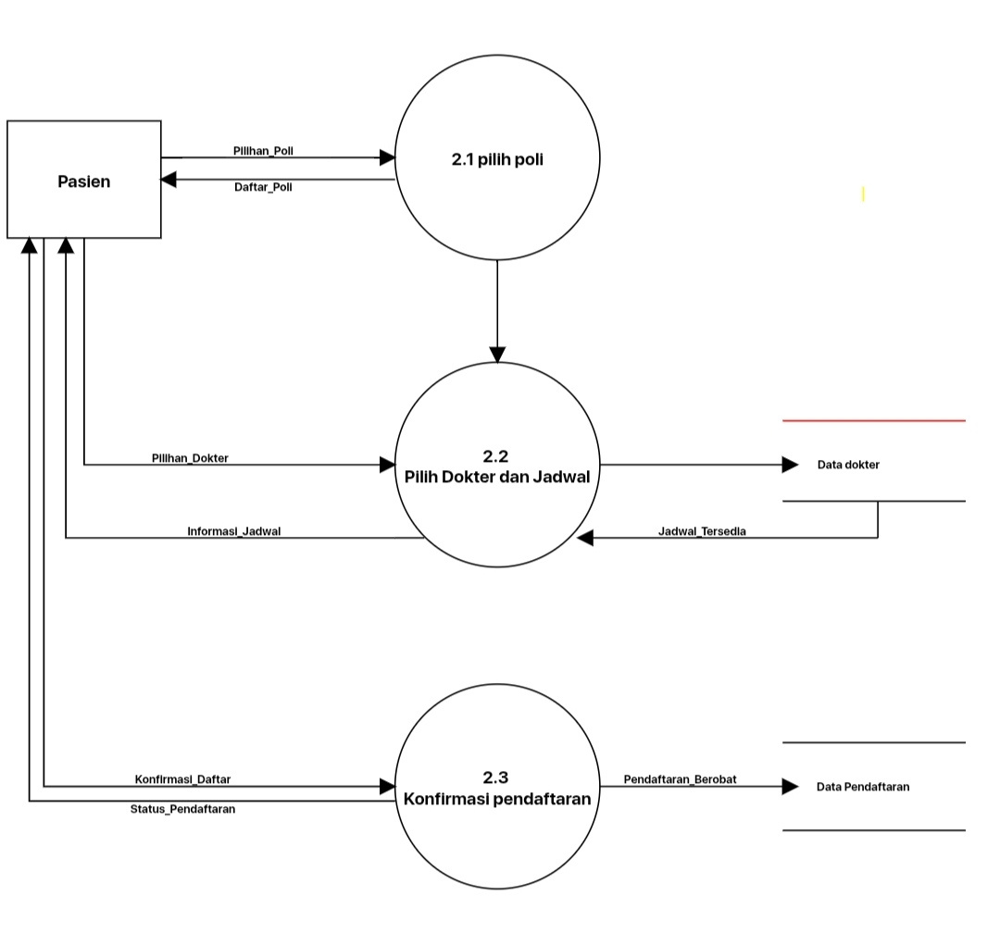 Pilihan_Poli
2.1 pilih poli
Pasien
Daftar_Poli
Pilihan_Dokter
2.2
Pilih Dokter dan Jadwal
Data dokter
Informasi_Jadwal
Jadwal_Tersedia
Konfirmasi_Daftar
2.3
Konfirmasi pendaftaran
Pendaftaran_Berobat
Data Pendaftaran
Status_Pendaftaran